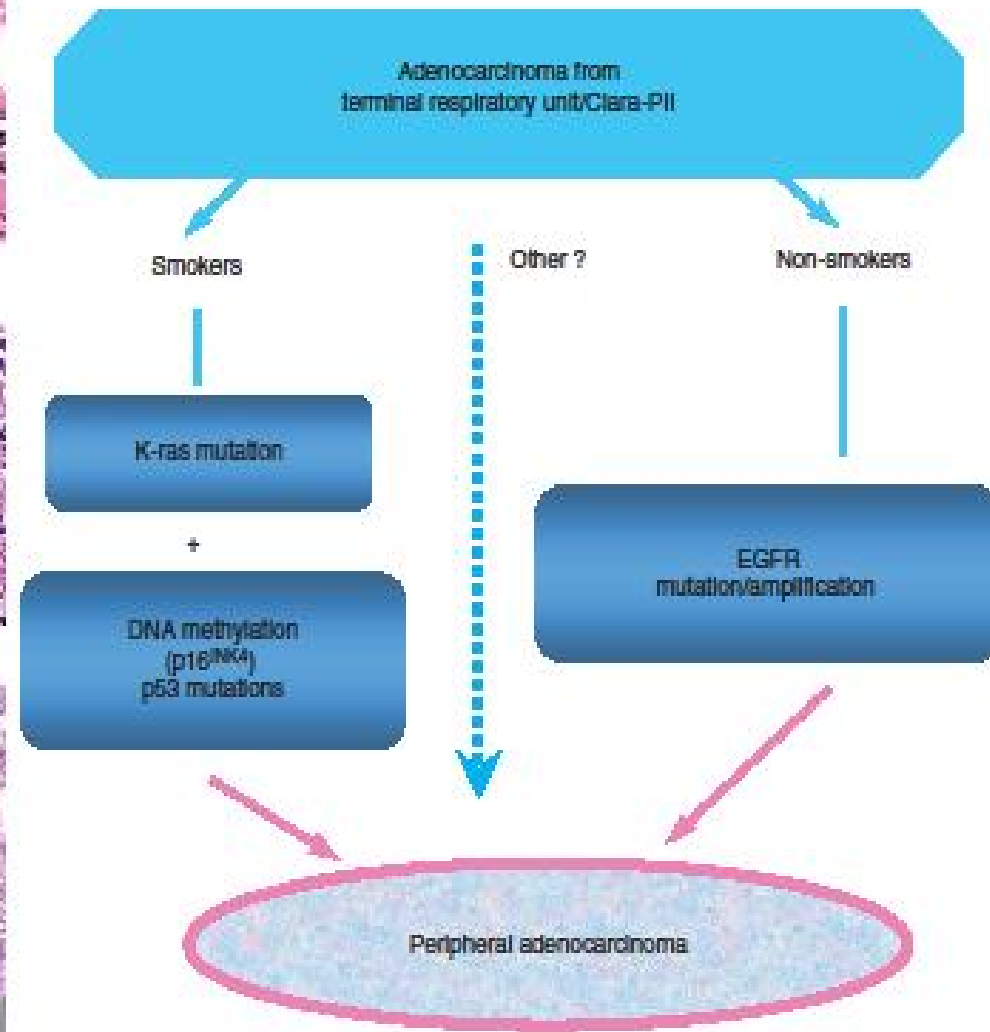 Adenocarcinoma from
terminal respiratory unit/Clara-PII
Smokers
Other ?
Non-smokers
K-ras mutation
+
DNA methylation
(p16INK4)
p53 mutations
EGFR
mutation/amplification
Peripheral adenocarcinoma